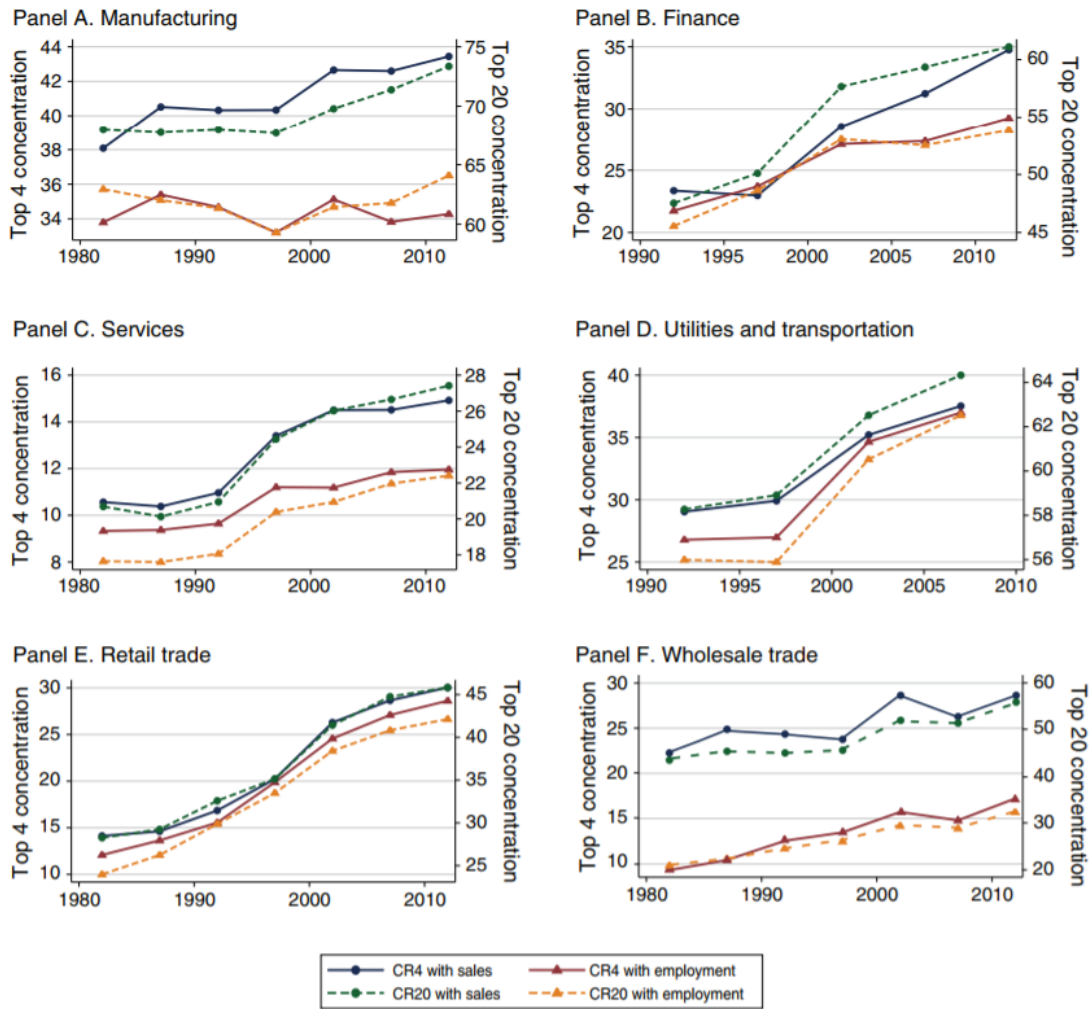 Panel A. Manufacturing
Top 4 concentration
44
42
40
38
36
34
75
70
65
60
Top 20 concentration
1980 1990 2000 2010
Panel B. Finance
Top 4 concentration
35
30
25
20
60
55
50
45
Top 20 concentration
1990 1995 2000 2005 2010
Panel C. Services
Top 4 concentration
16
14
12
10
8
28
26
24
22
20
18
Top 20 concentration
1980 1990 2000 2010
Panel D. Utilities and transportation
Top 4 concentration
40
35
30
25
64
62
60
58
56
Top 20 concentration
1990 1995 2000 2005 2010
Panel E. Retail trade
Top 4 concentration
30
25
20
15
10
45
40
35
30
25
Top 20 concentration
1980 1990 2000 2010
Panel F. Wholesale trade
Top 4 concentration
30
25
20
15
10
60
50
40
30
20
Top 20 concentration
1980 1990 2000 2010
CR4 with sales CR4 with employment
CR20 with sales CR20 with employment